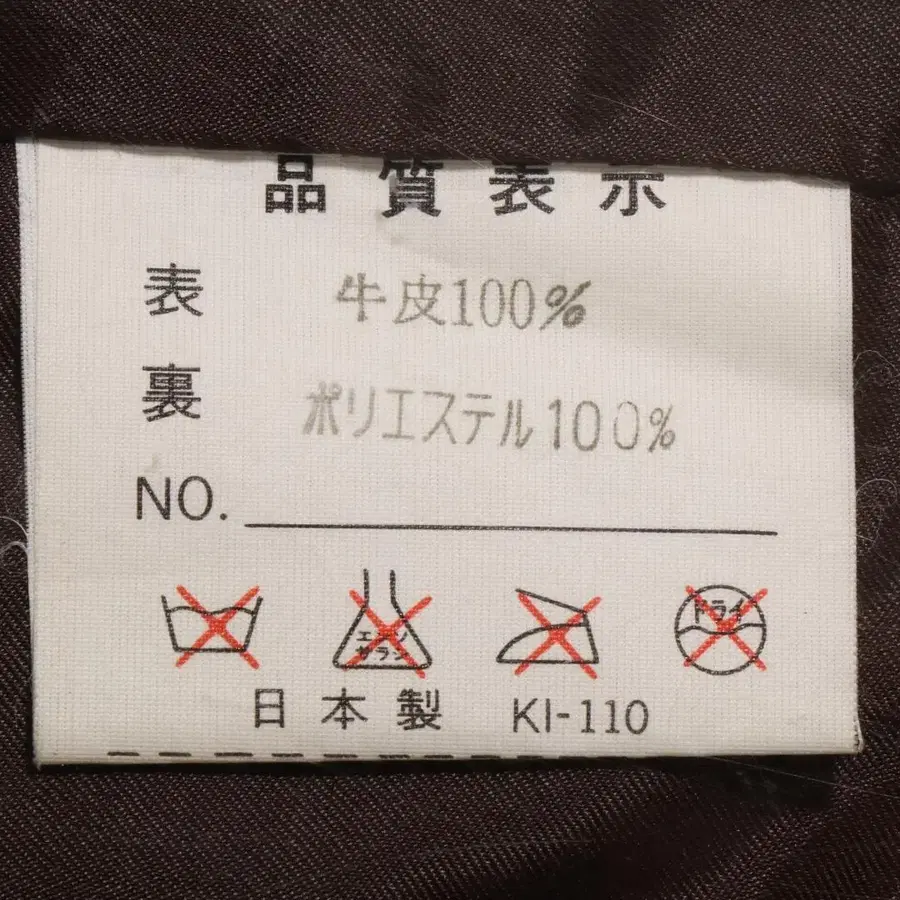 品質表示
表 牛皮100%
裏 ポリエステル100%
NO.
エンソ サラシ
ドライ
日本製 KI-110